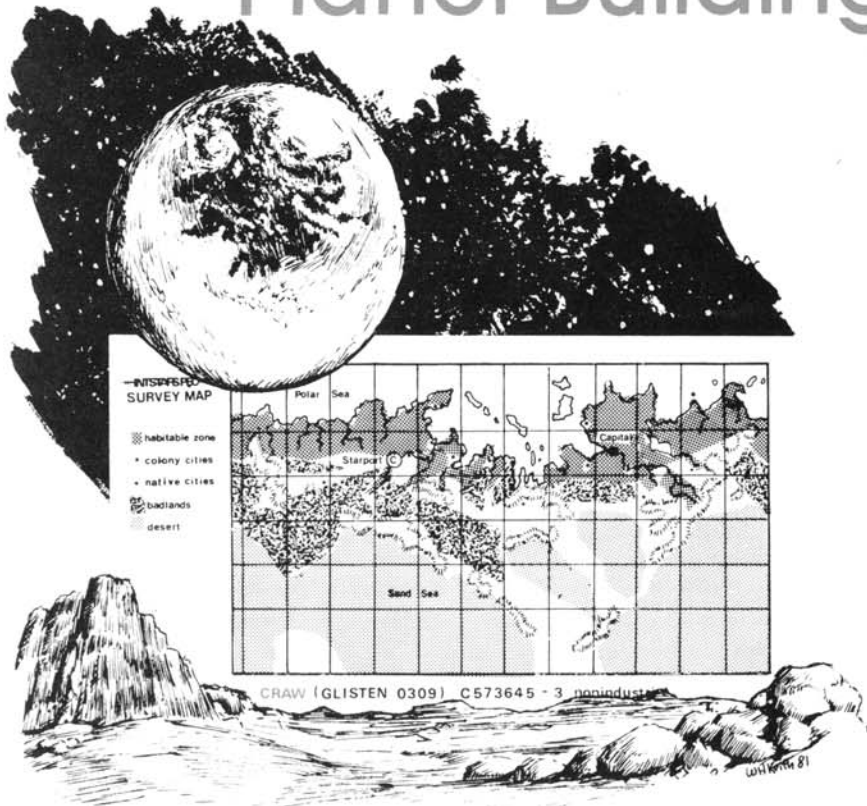 Planet Building
SURVEY MAP
habitable zone
colony cities
native cities
badlands
desert
Polar Sea
Starport C
Capital
Sand Sea
CRAW (GLISTEN 0309) C573645 - 3 nonindustrial
WHKeith 81